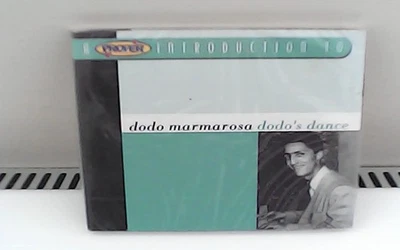 A PROPER INTRODUCTION TO
dodo marmarosa dodo's dance